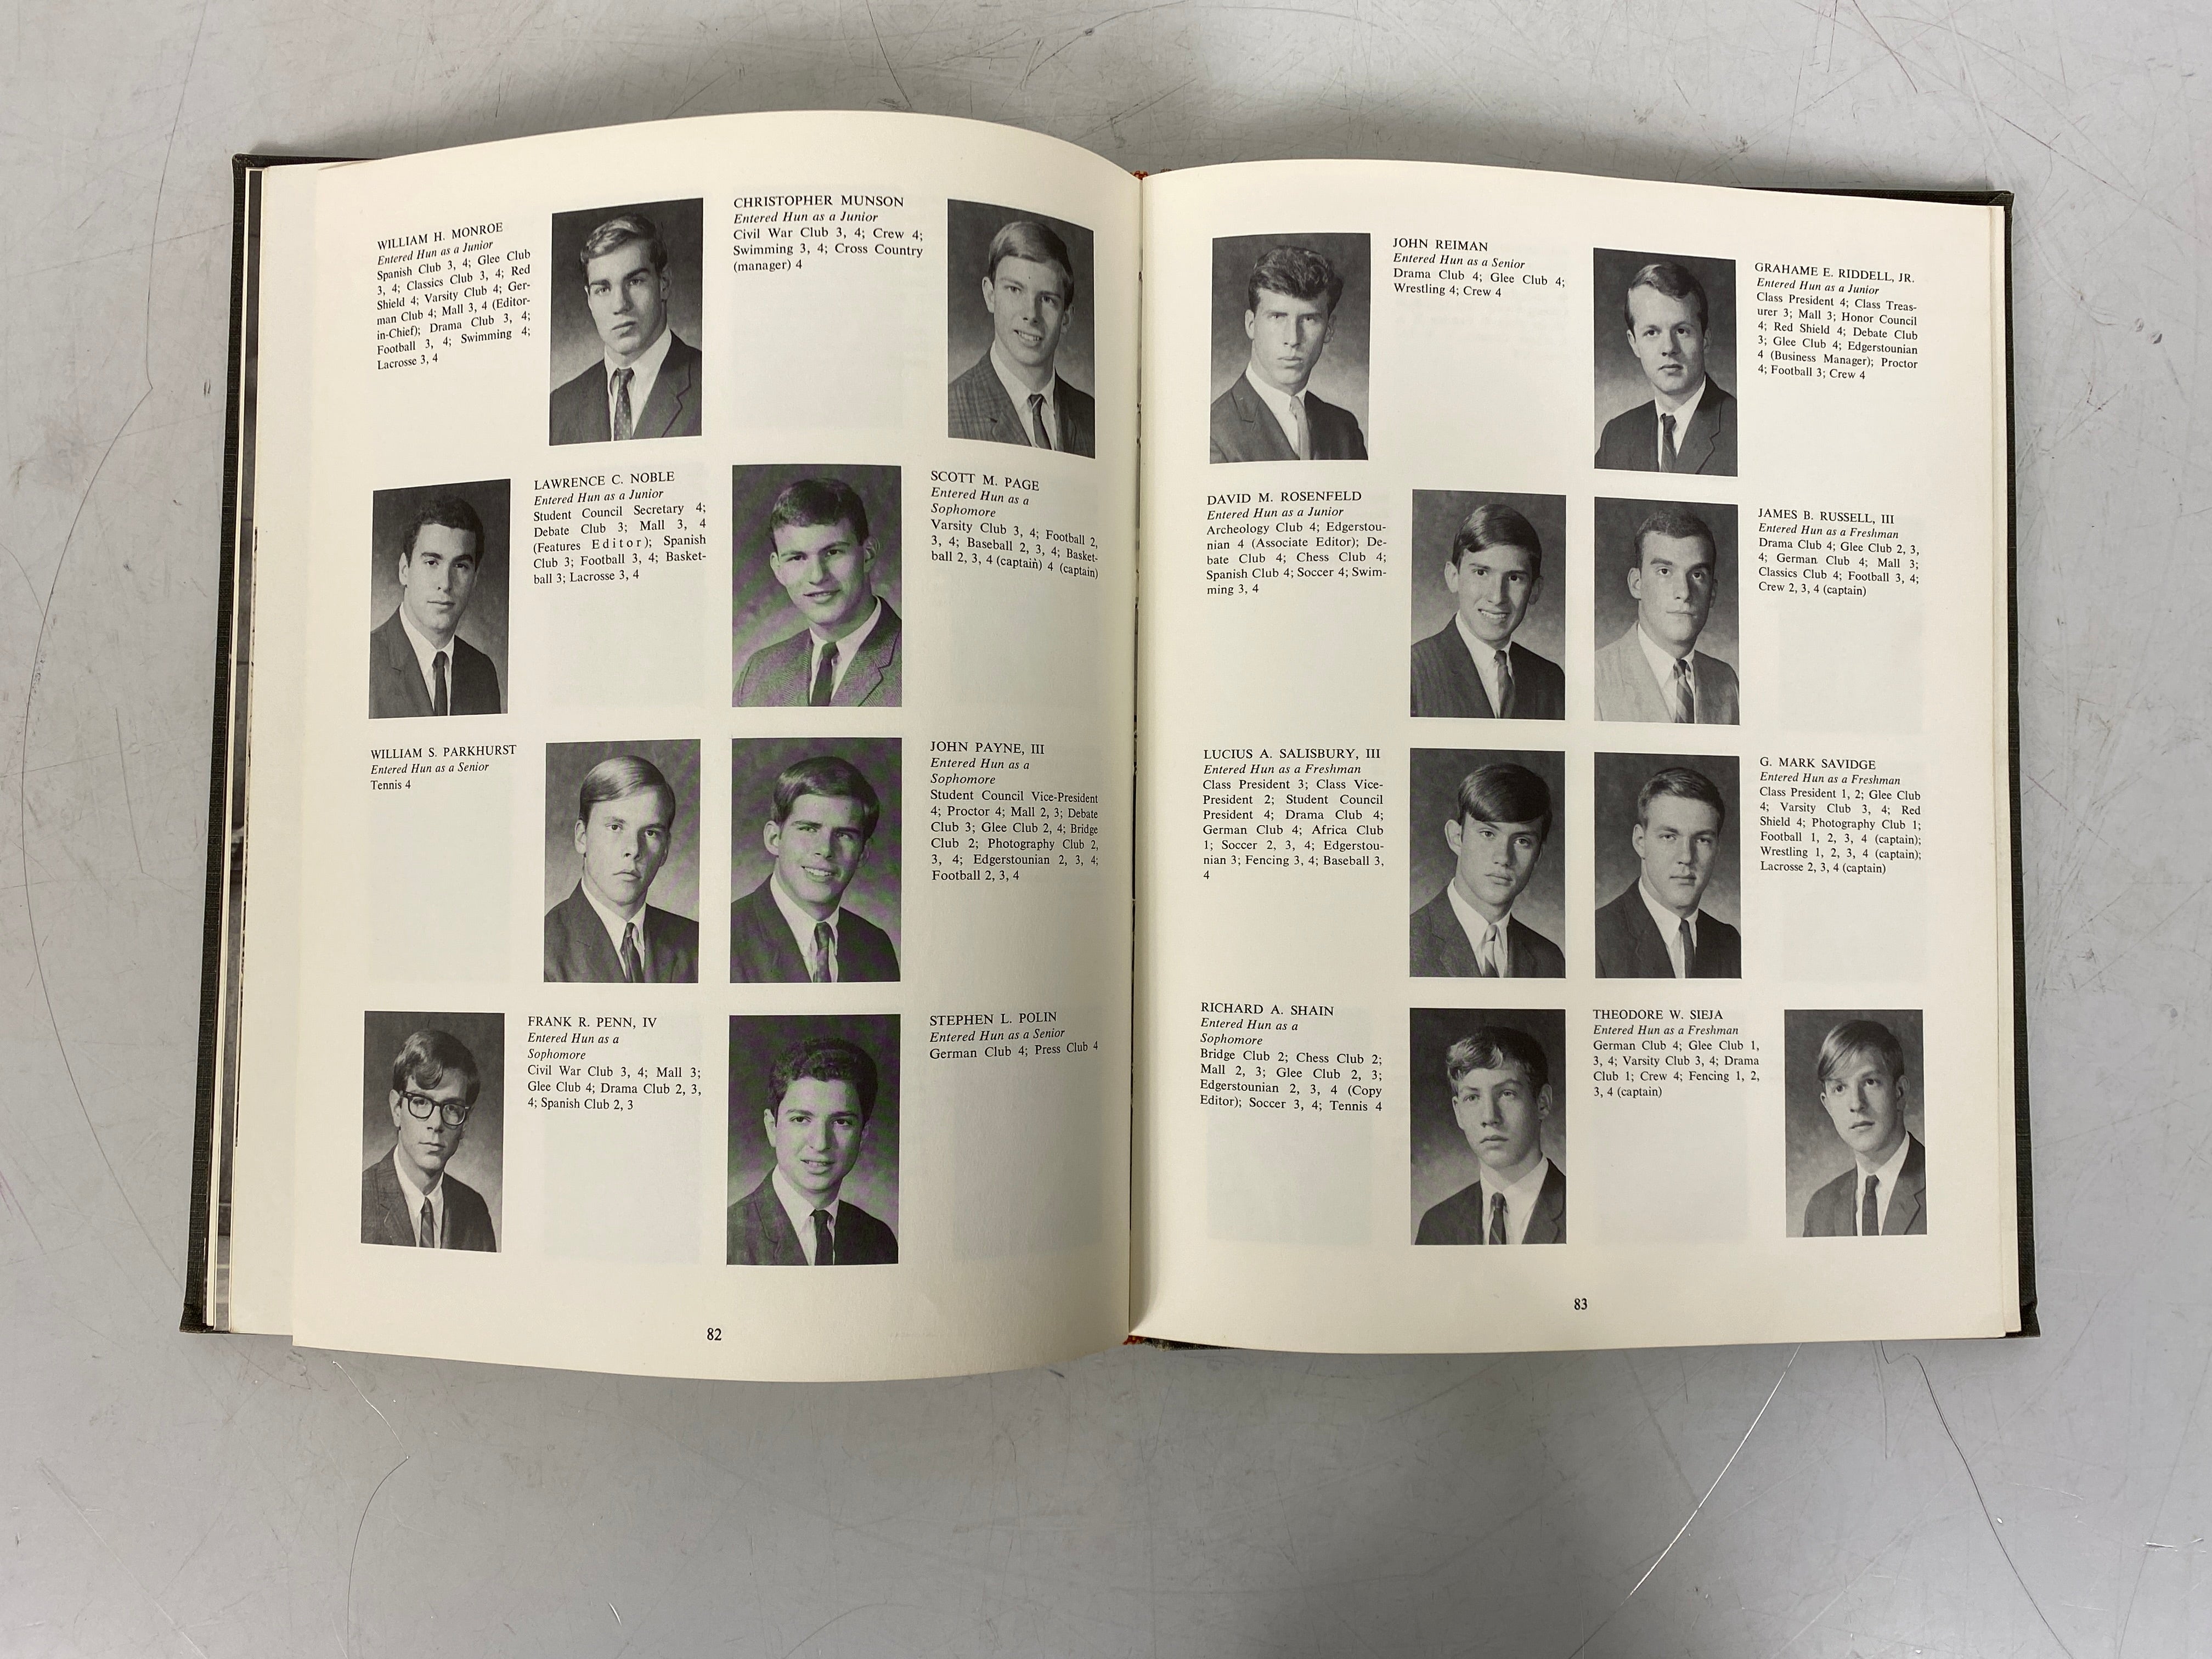 WILLIAM H. MONROE
Entered Hun as a Junior
Spanish Club 3, 4; Glee Club
3, 4; Classics Club 3, 4; Red
Shield 4; Varsity Club 4; Ger-
man Club 4; Mall 3, 4 (Editor-
in-Chief); Drama Club 3, 4;
Football 3, 4; Swimming 4;
Lacrosse 3, 4
CHRISTOPHER MUNSON
Entered Hun as a Junior
Civil War Club 3, 4; Crew 4;
Swimming 3, 4; Cross Country
(manager) 4
LAWRENCE C. NOBLE
Entered Hun as a Junior
Student Council Secretary 4;
Debate Club 3; Mall 3, 4
(Features Editor); Spanish
Club 3; Football 3, 4; Basket-
ball 3; Lacrosse 3, 4
SCOTT M. PAGE
Entered Hun as a
Sophomore
Varsity Club 3, 4; Football 2,
3, 4; Baseball 2, 3, 4; Basket-
ball 2, 3, 4 (captain) 4 (captain)
WILLIAM S. PARKHURST
Entered Hun as a Senior
Tennis 4
JOHN PAYNE, III
Entered Hun as a
Sophomore
Student Council Vice-President
4; Proctor 4; Mall 2, 3; Debate
Club 3; Glee Club 2, 4; Bridge
Club 2; Photography Club 2,
3, 4; Edgerstounian 2, 3, 4;
Football 2, 3, 4
FRANK R. PENN, IV
Entered Hun as a
Sophomore
Civil War Club 3, 4; Mall 3;
Glee Club 4; Drama Club 2, 3,
4; Spanish Club 2, 3
STEPHEN L. POLIN
Entered Hun as a Senior
German Club 4; Press Club 4
82
JOHN REIMAN
Entered Hun as a Senior
Drama Club 4; Glee Club 4;
Wrestling 4; Crew 4
GRAHAME E. RIDDELL, JR.
Entered Hun as a Junior
Class President 4; Class Treas-
urer 3; Mall 3; Honor Council
4; Red Shield 4; Debate Club
3; Glee Club 4; Edgerstounian
4 (Business Manager); Proctor
4; Football 3; Crew 4
DAVID M. ROSENFELD
Entered Hun as a Junior
Archeology Club 4; Edgerstou-
nian 4 (Associate Editor); De-
bate Club 4; Chess Club 4;
Spanish Club 4; Soccer 4; Swim-
ming 3, 4
JAMES B. RUSSELL, III
Entered Hun as a Freshman
Drama Club 4; Glee Club 2, 3,
4; German Club 4; Mall 3;
Classics Club 4; Football 3, 4;
Crew 2, 3, 4 (captain)
LUCIUS A. SALISBURY, III
Entered Hun as a Freshman
Class President 3; Class Vice-
President 2; Student Council
President 4; Drama Club 4;
German Club 4; Africa Club
1; Soccer 2, 3, 4; Edgerstou-
nian 3; Fencing 3, 4; Baseball 3,
4
G. MARK SAVIDGE
Entered Hun as a Freshman
Class President 1, 2; Glee Club
4; Varsity Club 3, 4; Red
Shield 4; Photography Club 1;
Football 1, 2, 3, 4 (captain);
Wrestling 1, 2, 3, 4 (captain);
Lacrosse 2, 3, 4 (captain)
RICHARD A. SHAIN
Entered Hun as a
Sophomore
Bridge Club 2; Chess Club 2;
Mall 2, 3; Glee Club 2, 3;
Edgerstounian 2, 3, 4 (Copy
Editor); Soccer 3, 4; Tennis 4
THEODORE W. SIEJA
Entered Hun as a Freshman
German Club 4; Glee Club 1,
3, 4; Varsity Club 3, 4; Drama
Club 1; Crew 4; Fencing 1, 2,
3, 4 (captain)
83